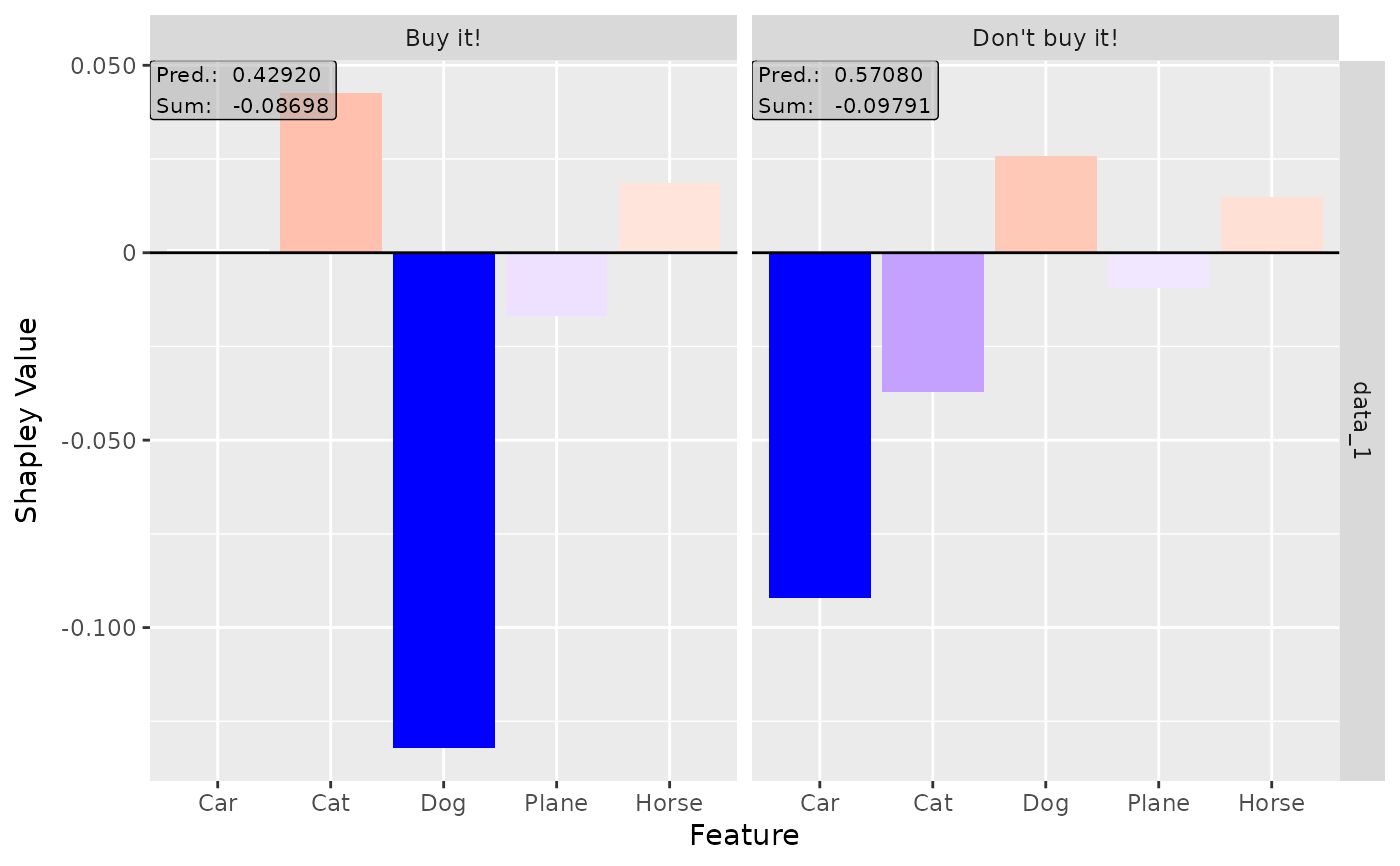 Buy it!
Don't buy it!
Pred.: 0.42920
Sum: -0.08698
Pred.: 0.57080
Sum: -0.09791
0.050
0
-0.050
-0.100
Shapley Value
data_1
Car Cat Dog Plane Horse
Car Cat Dog Plane Horse
Feature